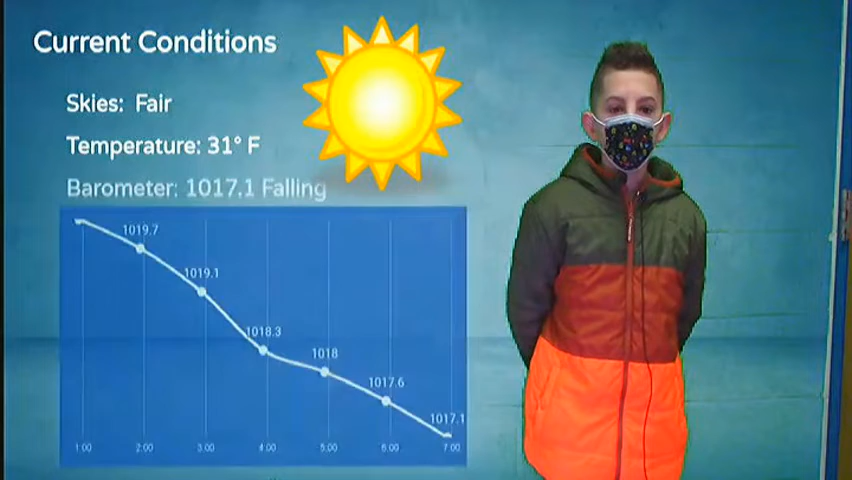 Current Conditions
Skies: Fair
Temperature: 31° F
Barometer: 1017.1 Falling
1019.7
1019.1
1018.3
1018
1017.6
1017.1
1:00 2:00 3:00 4:00 5:00 6:00 7:00